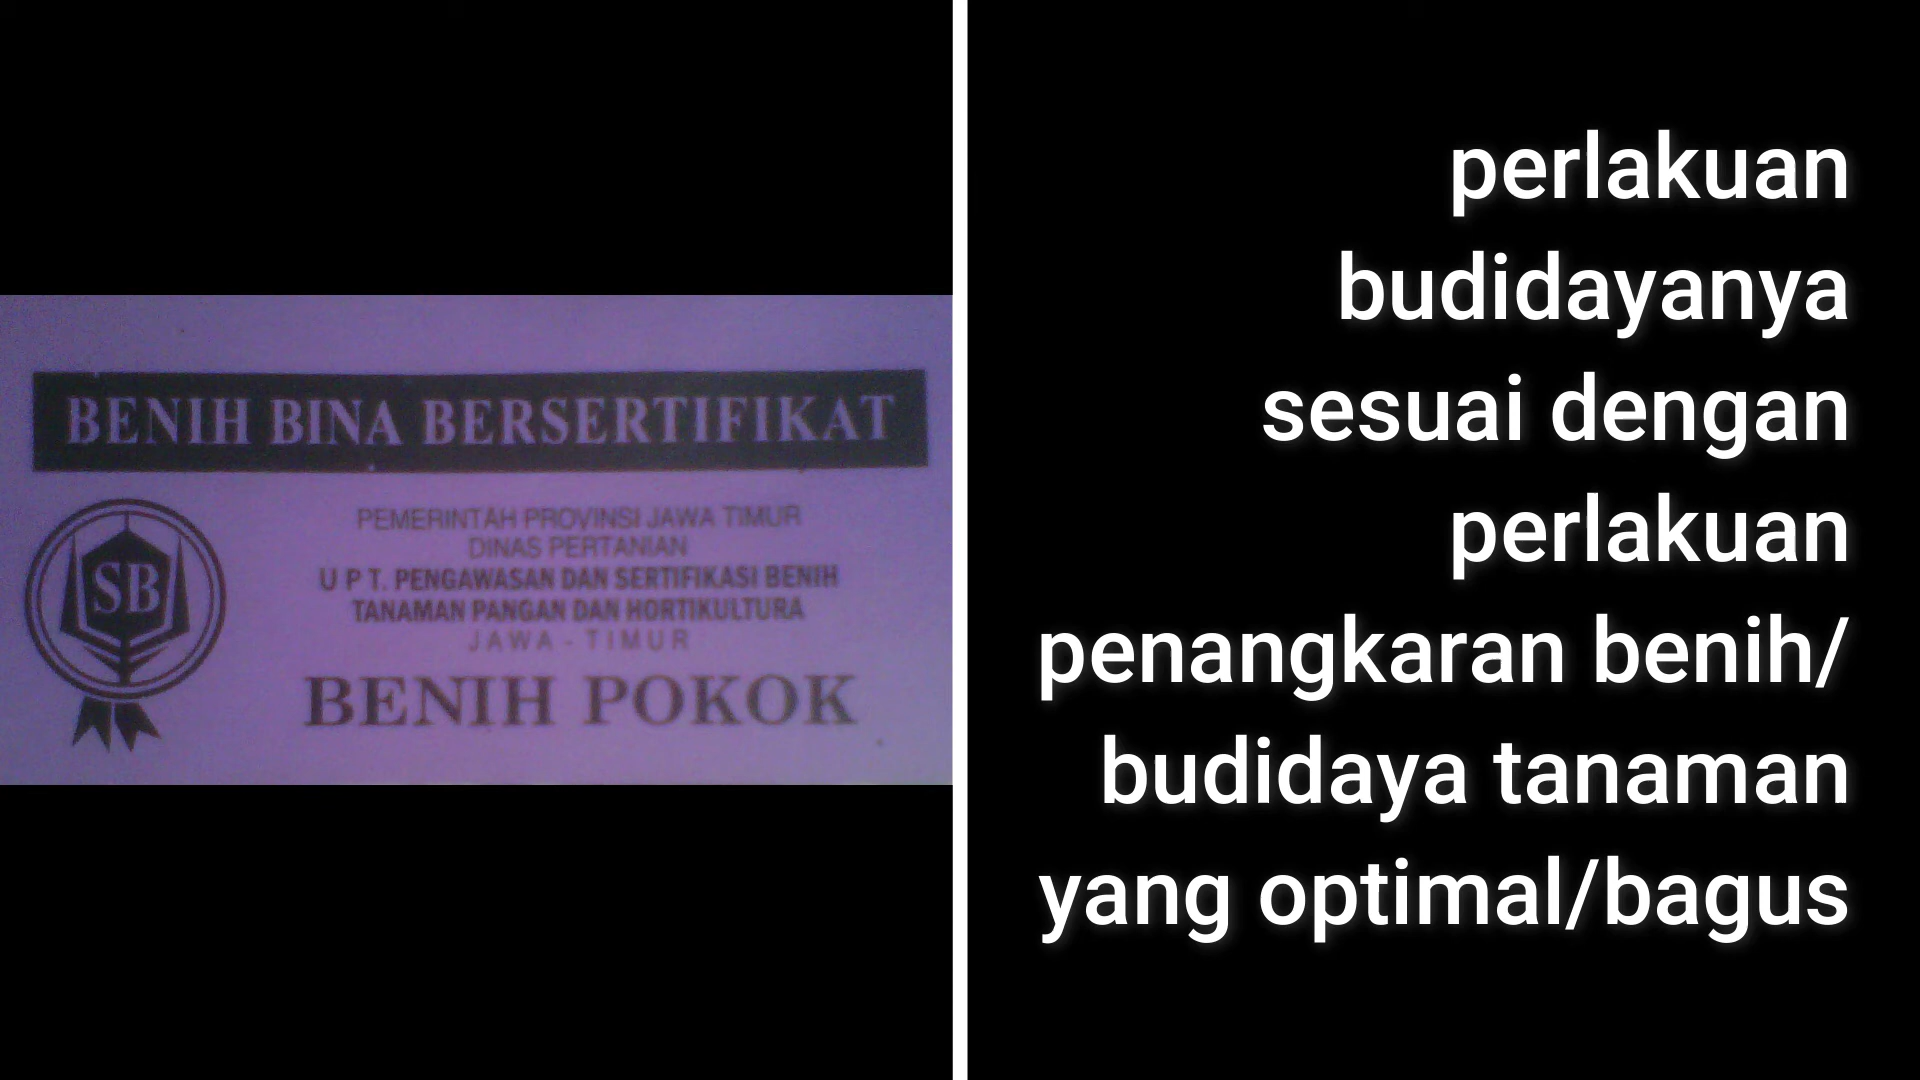 BENIH BINA BERSERTIFIKAT
SB
PEMERINTAH PROVINSI JAWA TIMUR
DINAS PERTANIAN
U P T. PENGAWASAN DAN SERTIFIKASI BENIH
TANAMAN PANGAN DAN HORTIKULTURA
JAWA - TIMUR
BENIH POKOK
perlakuan
budidayanya
sesuai dengan
perlakuan
penangkaran benih/
budidaya tanaman
yang optimal/bagus